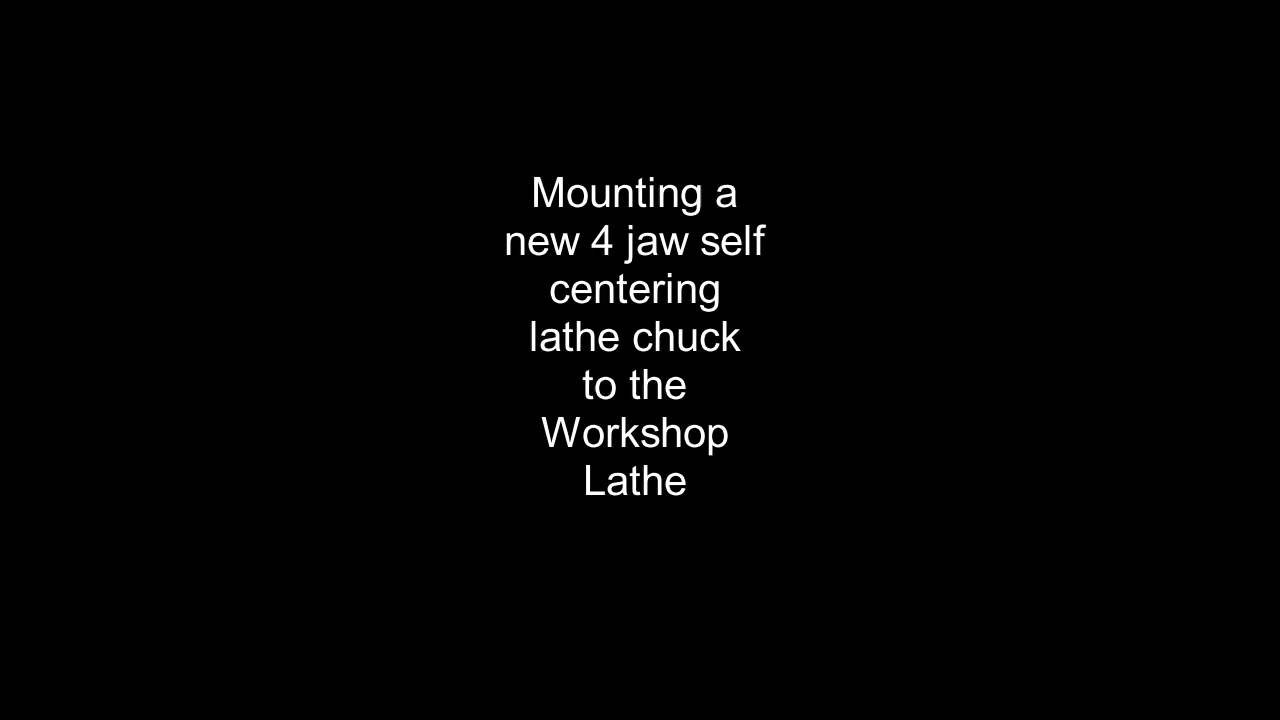 Mounting a
new 4 jaw self
centering
lathe chuck
to the
Workshop
Lathe